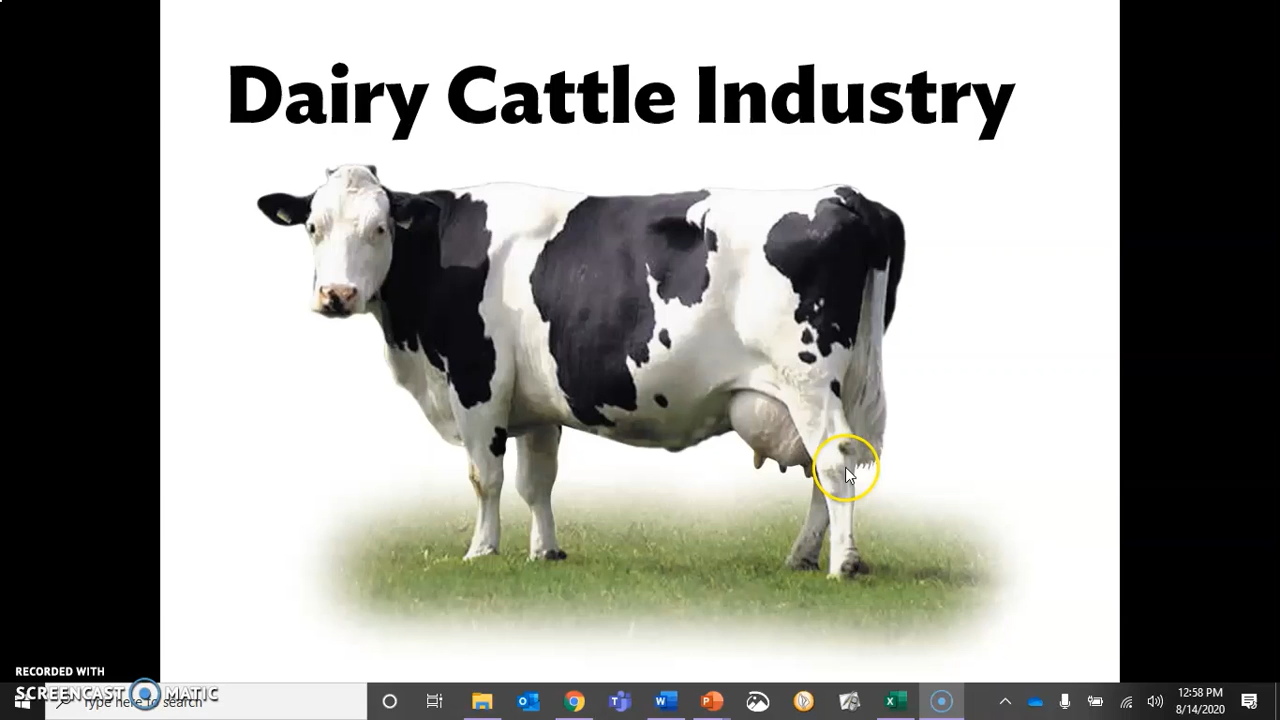 Dairy Cattle Industry
RECORDED WITH
SCREENCAST MATIC
Type here to search
12:58 PM
8/14/2020